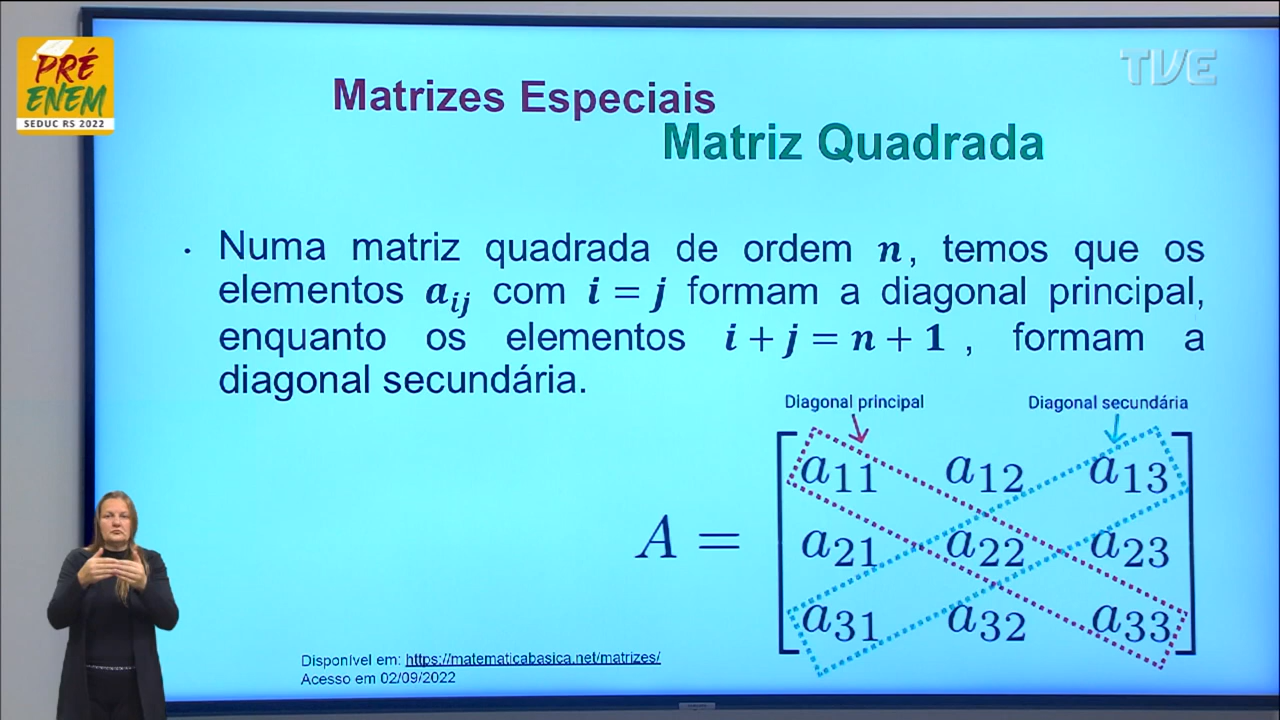 PRÉ
ENEM
SEDUC RS 2022
TVE
Matrizes Especiais
Matriz Quadrada
· Numa matriz quadrada de ordem n, temos que os
elementos aᵢⱼ com i = j formam a diagonal principal,
enquanto os elementos i + j = n + 1 , formam a
diagonal secundária.
Diagonal principal Diagonal secundária
a₁₁ a₁₂ a₁₃
A = a₂₁ a₂₂ a₂₃
a₃₁ a₃₂ a₃₃
Disponível em: https://matematicabasica.net/matrizes/
Acesso em 02/09/2022